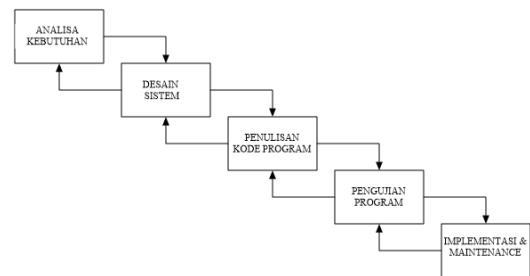 ANALISA
KEBUTUHAN
DESAIN
SISTEM
PENULISAN
KODE PROGRAM
PENGUJIAN
PROGRAM
IMPLEMENTASI &
MAINTENANCE